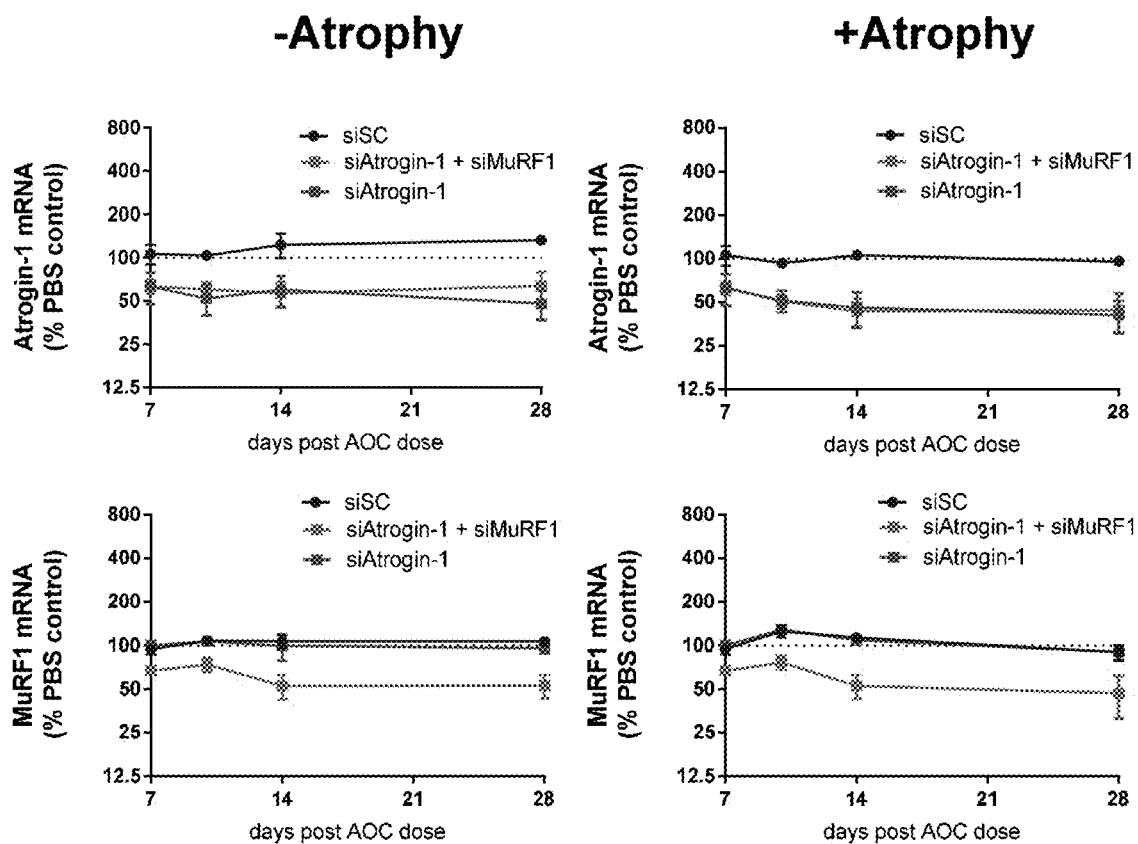 -Atrophy
+Atrophy
Atrogin-1 mRNA
(% PBS control)
800
400
200
100
50
25
12.5
siSC
siAtrogin-1 + siMuRF1
siAtrogin-1
7
14
21
28
days post AOC dose
Atrogin-1 mRNA
(% PBS control)
800
400
200
100
50
25
12.5
siSC
siAtrogin-1 + siMuRF1
siAtrogin-1
7
14
21
28
days post AOC dose
MuRF1 mRNA
(% PBS control)
800
400
200
100
50
25
12.5
siSC
siAtrogin-1 + siMuRF1
siAtrogin-1
7
14
21
28
days post AOC dose
MuRF1 mRNA
(% PBS control)
800
400
200
100
50
25
12.5
siSC
siAtrogin-1 + siMuRF1
siAtrogin-1
7
14
21
28
days post AOC dose